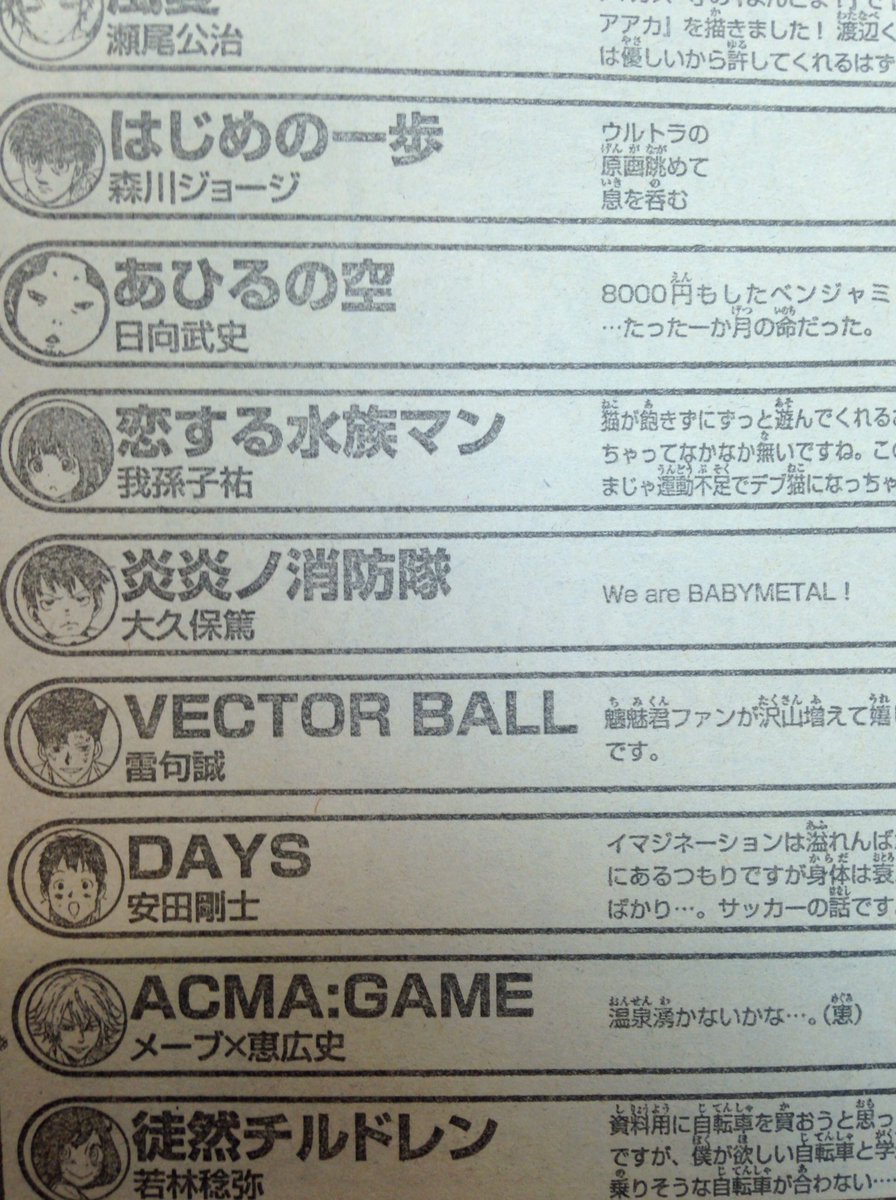 瀬尾公治
アアカ』を描きました！渡辺く
は優しいから許してくれるはず
はじめの一歩
森川ジョージ
ウルトラの
原画眺めて
息を呑む
あひるの空
日向武史
8000円もしたベンジャミ
…たった一か月の命だった。
恋する水族マン
我孫子祐
猫が飽きずにずっと遊んでくれるお
ちゃってなかなか無いですね。この
まじゃ運動不足でデブ猫になっちゃ
炎炎ノ消防隊
大久保篤
We are BABYMETAL！
VECTOR BALL
雷句誠
魑魅君ファンが沢山増えて嬉
です。
DAYS
安田剛士
イマジネーションは溢れんば
にあるつもりですが身体は衰
ばかり…。サッカーの話です
ACMA:GAME
メーブ×恵広史
温泉湧かないかな…。（恵）
徒然チルドレン
若林稔弥
資料用に自転車を買おうと思っ
ですが、僕が欲しい自転車と学
乗りそうな自転車が合わない…